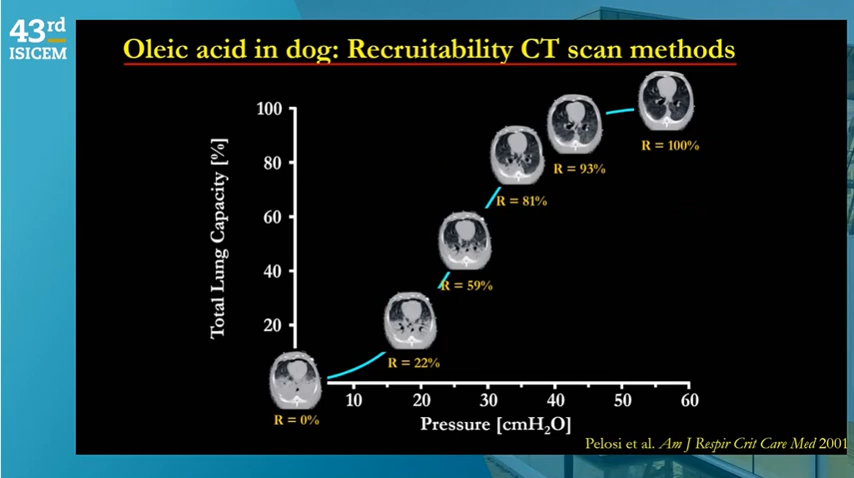 43rd
ISICEM
Oleic acid in dog: Recruitability CT scan methods
Total Lung Capacity [%]
100
80
60
40
20
R = 0%
R = 22%
R = 59%
R = 81%
R = 93%
R = 100%
10 20 30 40 50 60
Pressure [cmH₂O]
Pelosi et al. Am J Respir Crit Care Med 2001